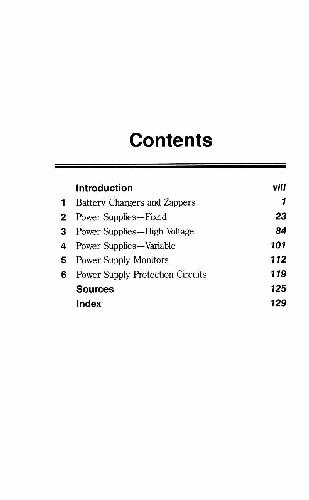 Contents
Introduction viii
1 Battery Chargers and Zappers 1
2 Power Supplies—Fixed 23
3 Power Supplies—High Voltage 84
4 Power Supplies—Variable 101
5 Power Supply Monitors 112
6 Power Supply Protection Circuits 119
Sources 125
Index 129